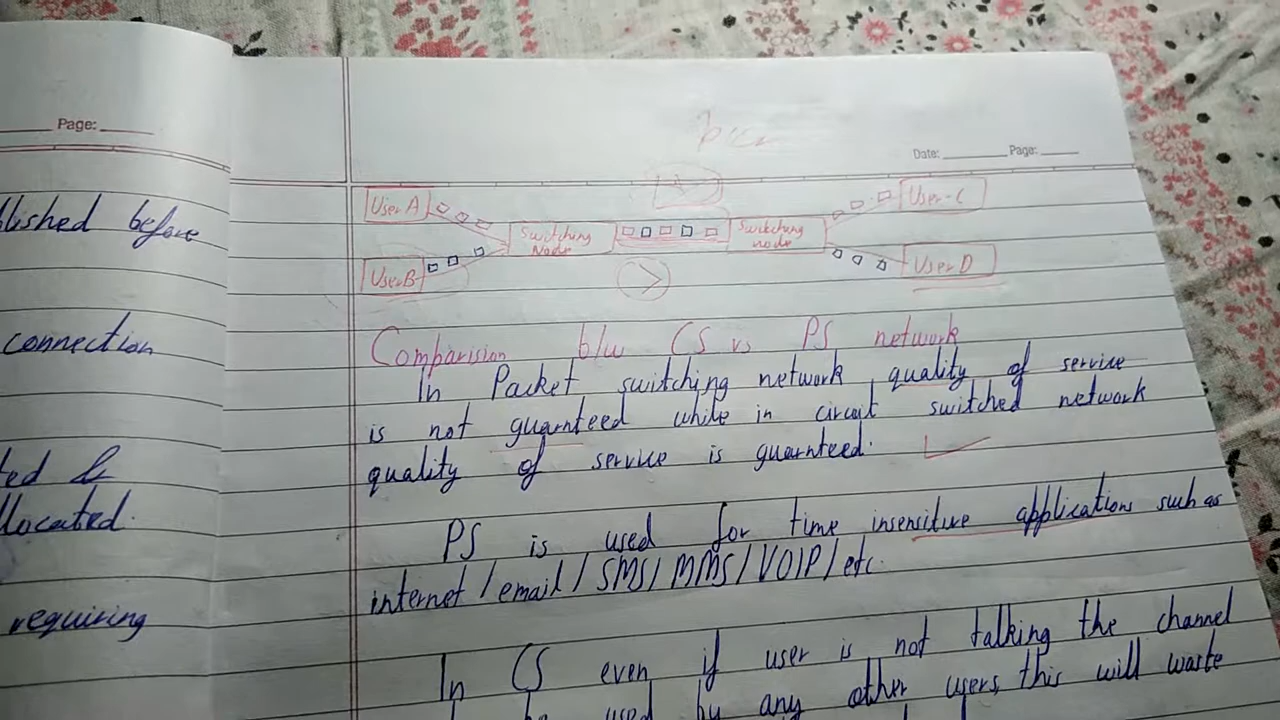 Page:
blished before
connection
ted &
llocated.
requiring
Date: Page:
User A
Switching Node
Switching node
User-C
User B
User D
Comparision b/w CS vs PS network
In Packet switching network quality of service
is not guarnteed while in circuit switched network
quality of service is guarnteed.
PS is used for time insensitive applications such as
internet / email / SMS / MMS / VOIP / etc.
In CS even if user is not talking the channel
used by any other users this will waste